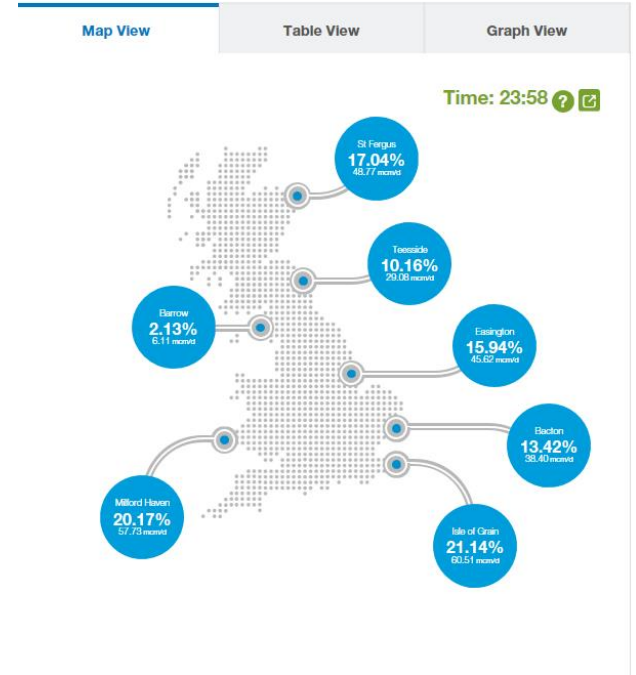 Map View
Table View
Graph View
Time: 23:58 ?
St Fergus
17.04%
48.77 mcm/d
Teesside
10.16%
29.08 mcm/d
Barrow
2.13%
6.11 mcm/d
Easington
15.94%
45.62 mcm/d
Bacton
13.42%
38.40 mcm/d
Milford Haven
20.17%
57.73 mcm/d
Isle of Grain
21.14%
60.51 mcm/d